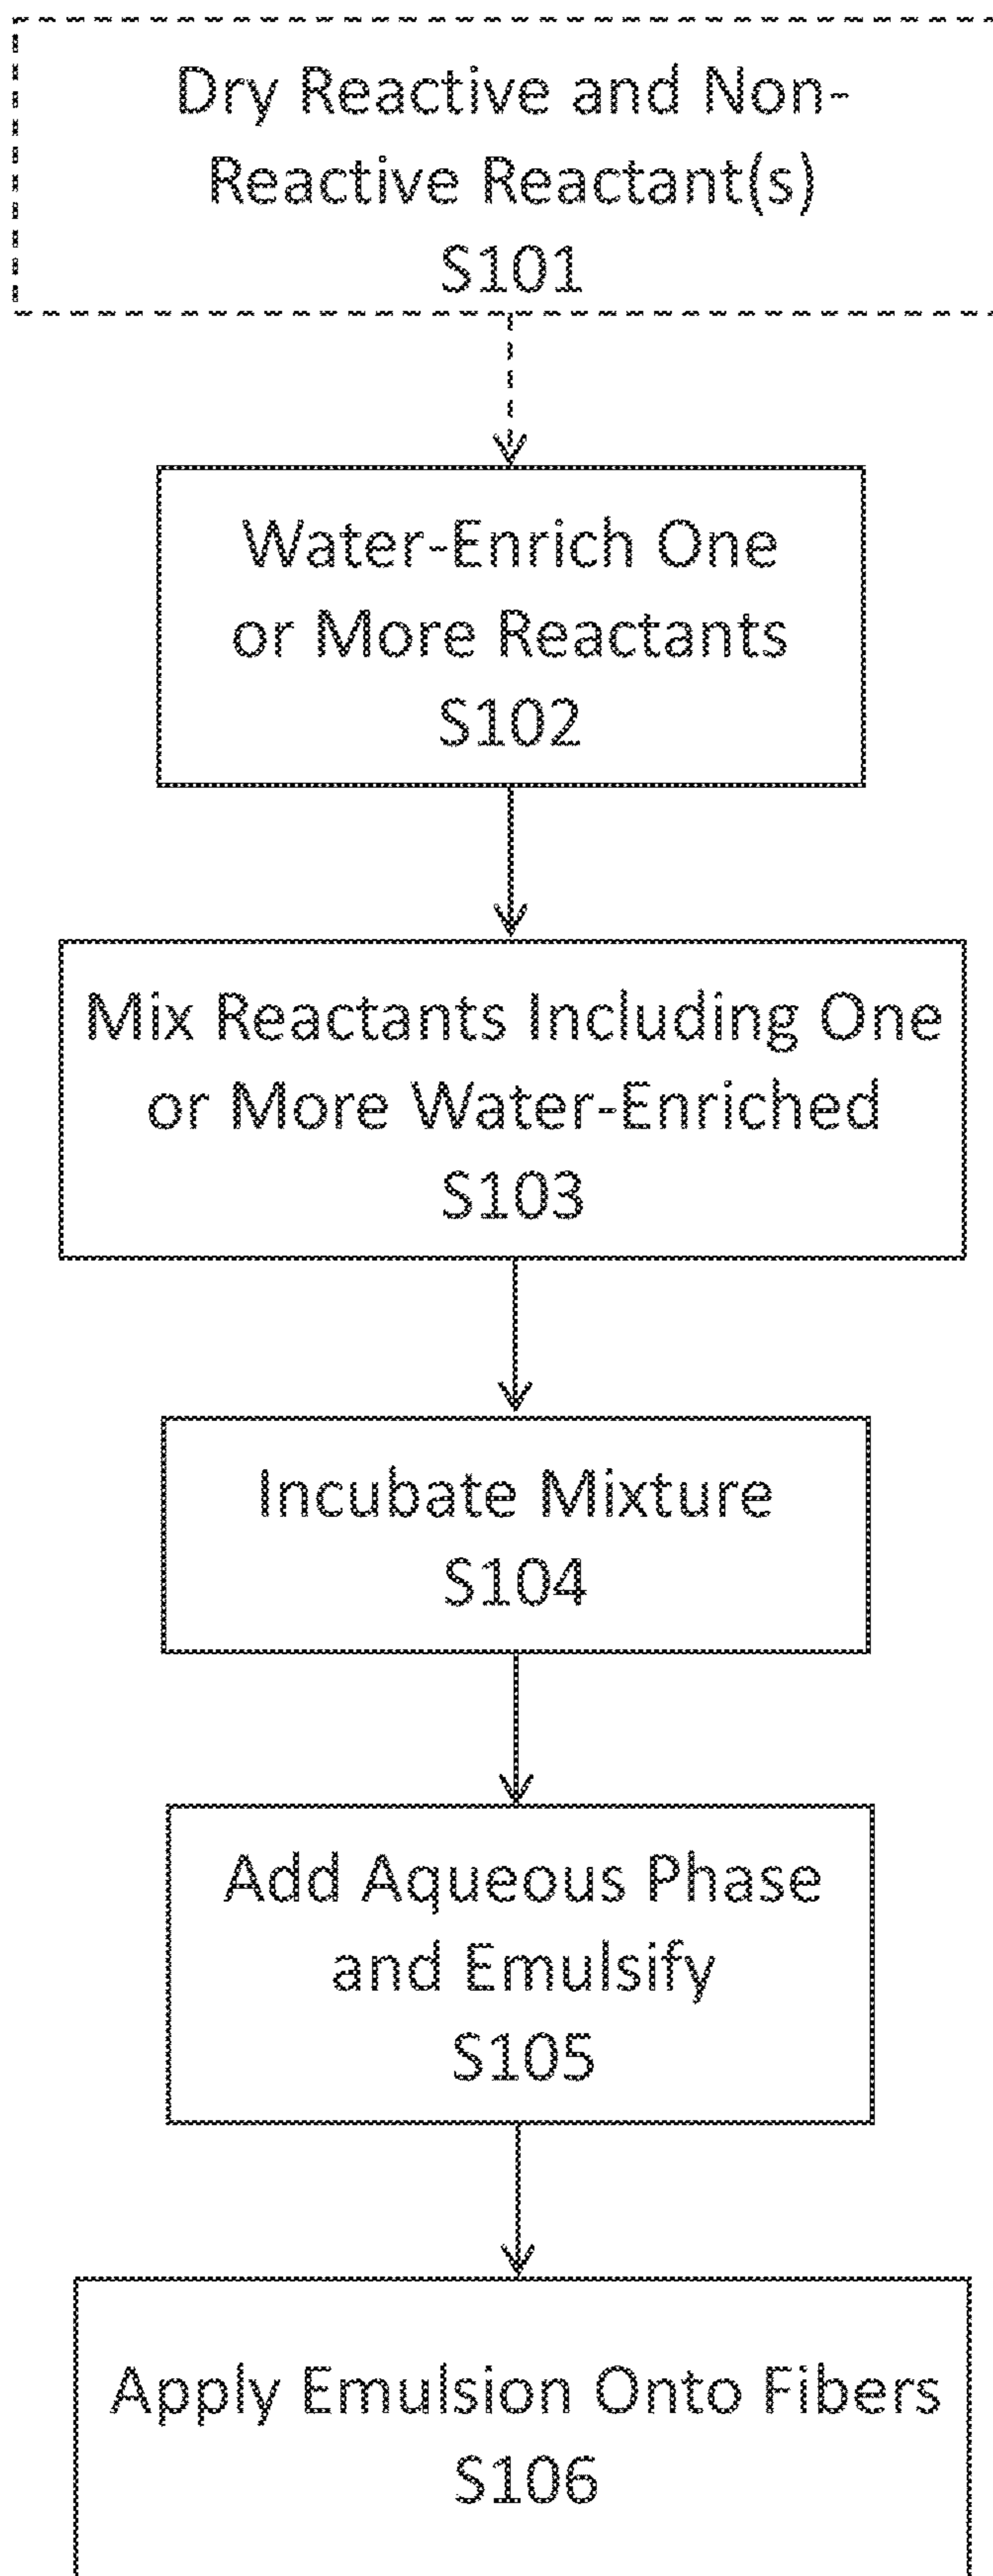 Dry Reactive and Non-
Reactive Reactant(s)
S101
Water-Enrich One
or More Reactants
S102
Mix Reactants Including One
or More Water-Enriched
S103
Incubate Mixture
S104
Add Aqueous Phase
and Emulsify
S105
Apply Emulsion Onto Fibers
S106